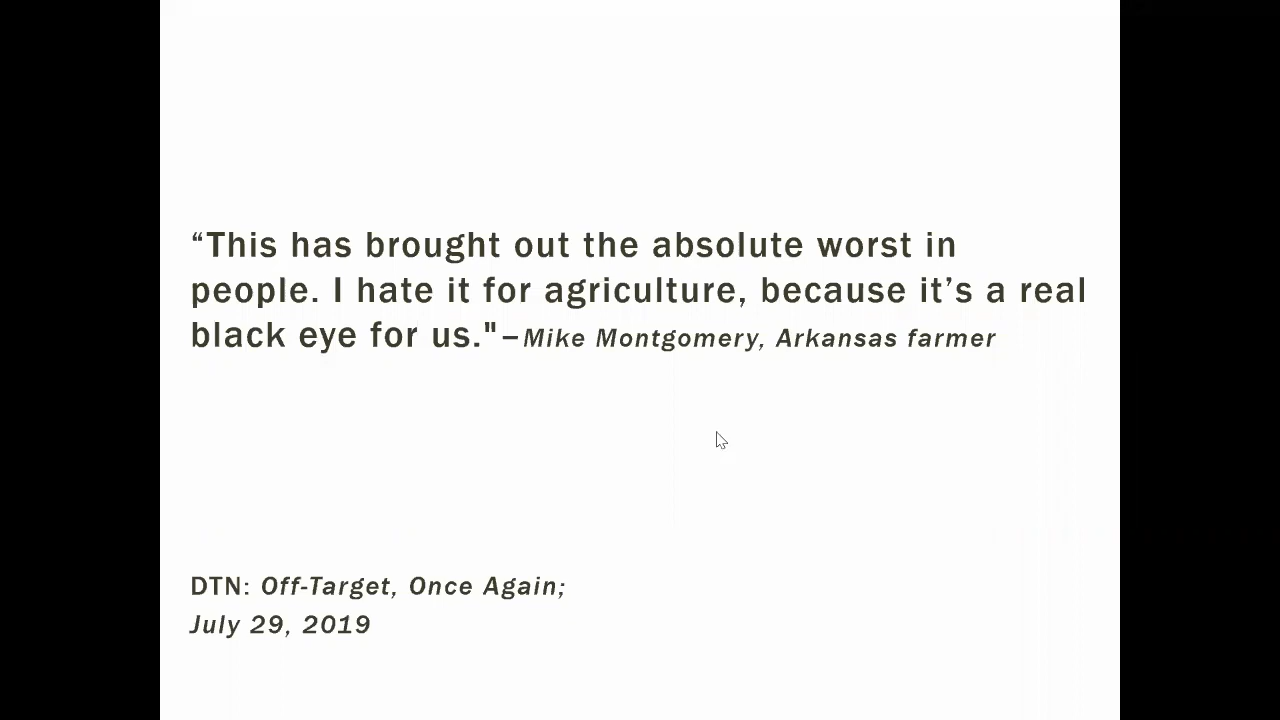 “This has brought out the absolute worst in
people. I hate it for agriculture, because it’s a real
black eye for us."–Mike Montgomery, Arkansas farmer
DTN: Off-Target, Once Again;
July 29, 2019